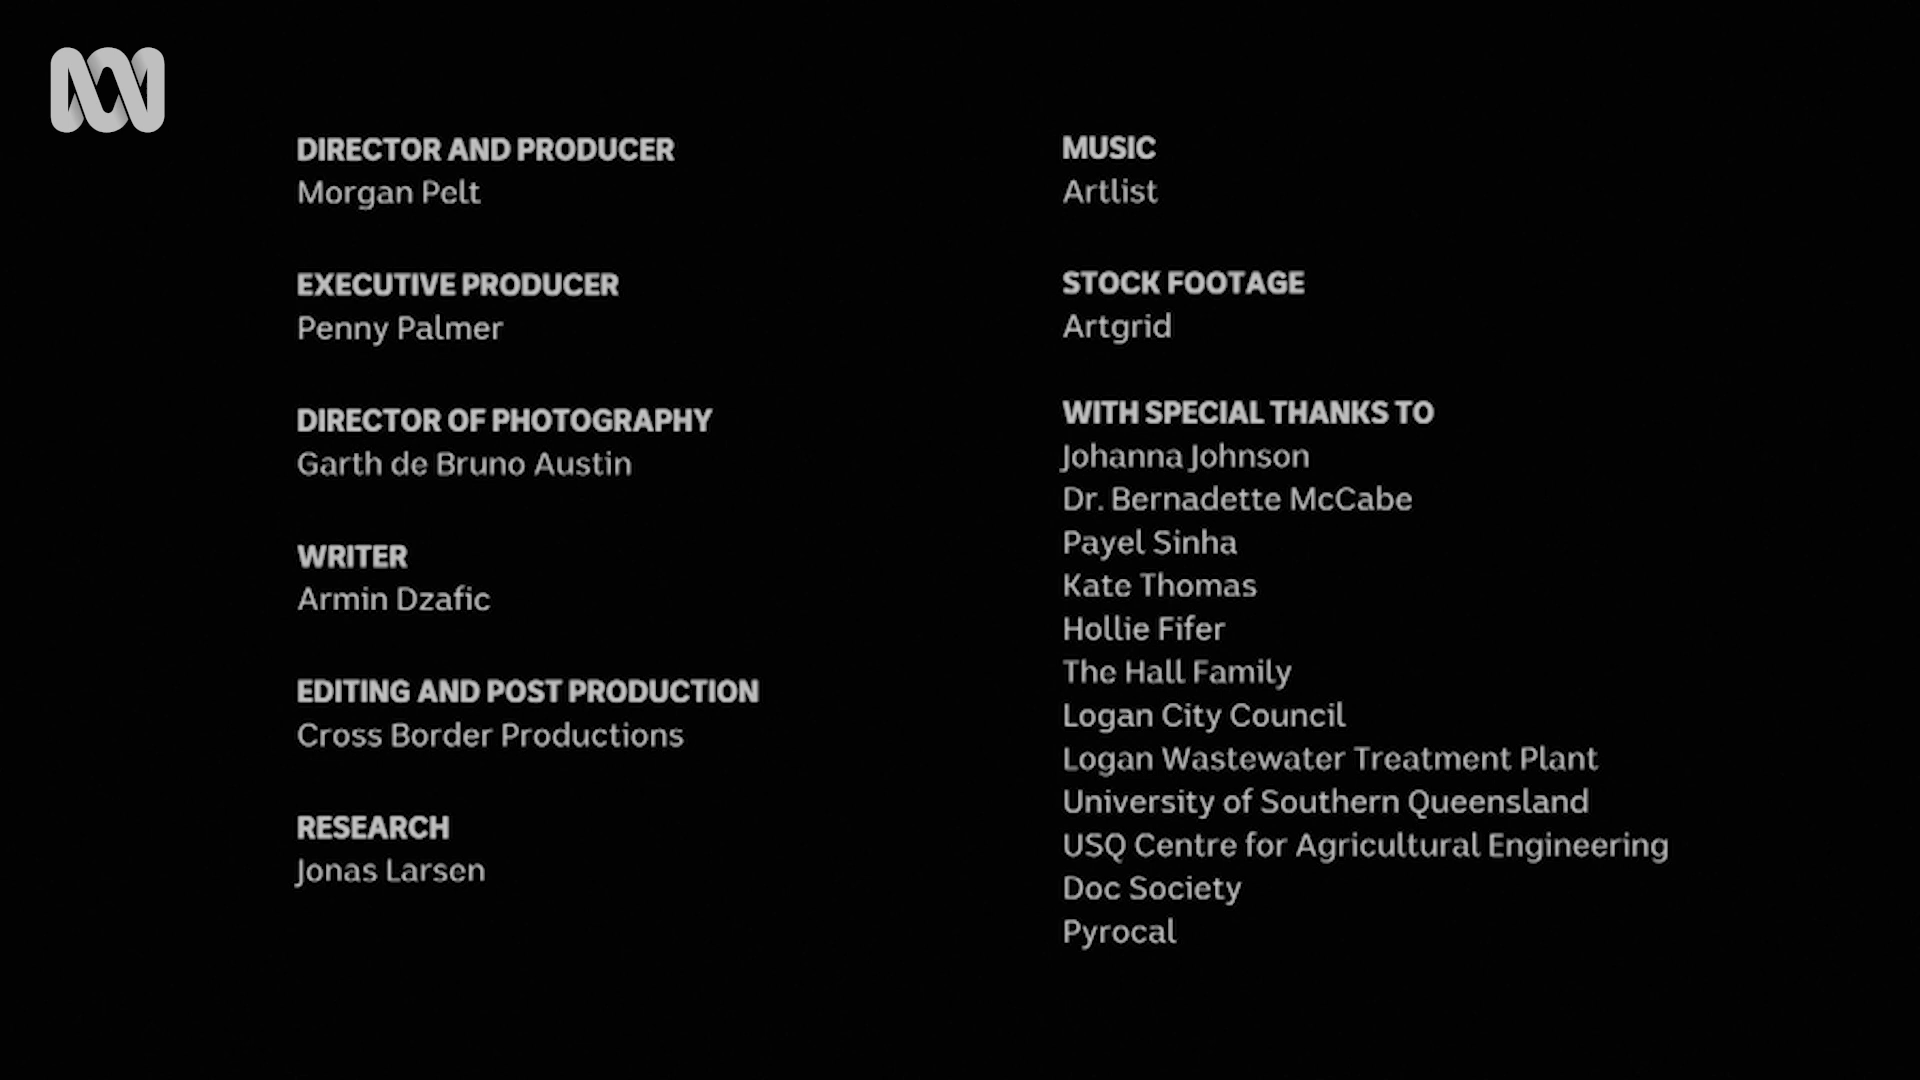 DIRECTOR AND PRODUCER
Morgan Pelt
EXECUTIVE PRODUCER
Penny Palmer
DIRECTOR OF PHOTOGRAPHY
Garth de Bruno Austin
WRITER
Armin Dzafic
EDITING AND POST PRODUCTION
Cross Border Productions
RESEARCH
Jonas Larsen
MUSIC
Artlist
STOCK FOOTAGE
Artgrid
WITH SPECIAL THANKS TO
Johanna Johnson
Dr. Bernadette McCabe
Payel Sinha
Kate Thomas
Hollie Fifer
The Hall Family
Logan City Council
Logan Wastewater Treatment Plant
University of Southern Queensland
USQ Centre for Agricultural Engineering
Doc Society
Pyrocal